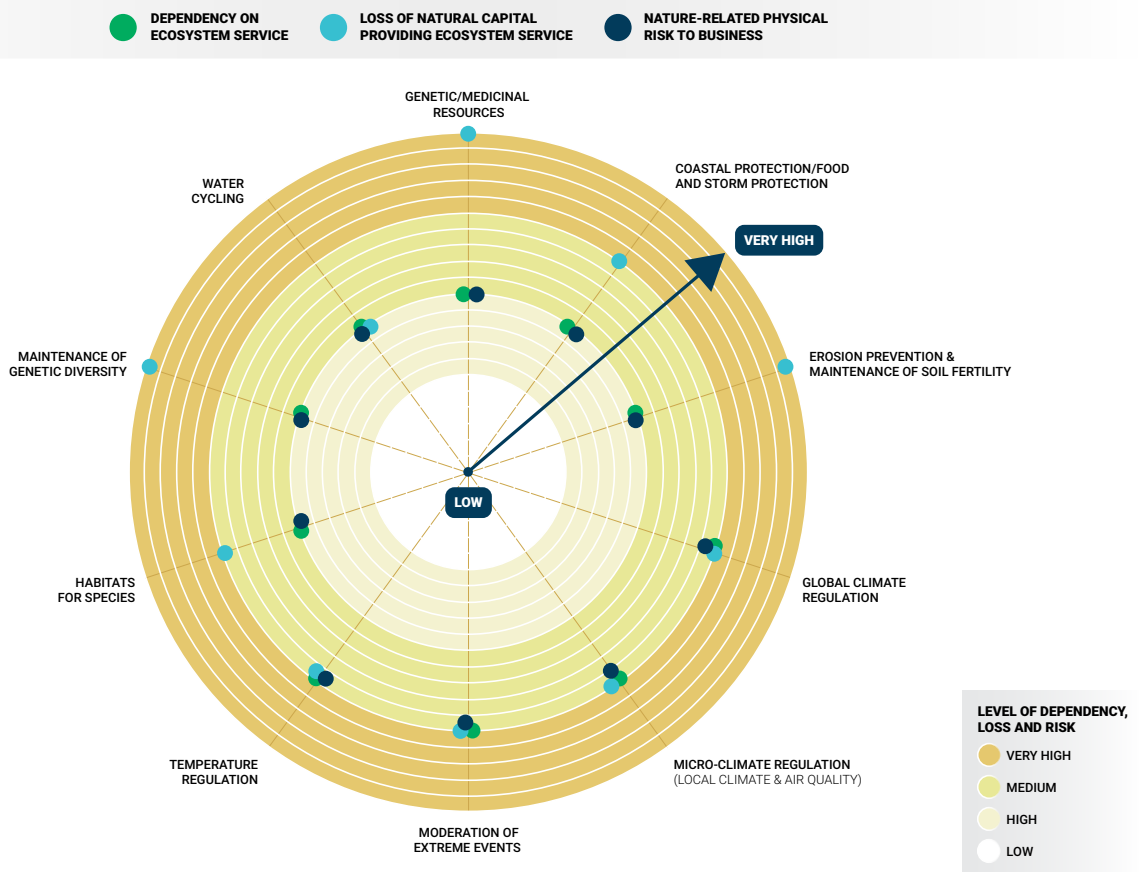 DEPENDENCY ON
ECOSYSTEM SERVICE
LOSS OF NATURAL CAPITAL
PROVIDING ECOSYSTEM SERVICE
NATURE-RELATED PHYSICAL
RISK TO BUSINESS
GENETIC/MEDICINAL
RESOURCES
COASTAL PROTECTION/FOOD
AND STORM PROTECTION
WATER
CYCLING
VERY HIGH
MAINTENANCE OF
GENETIC DIVERSITY
EROSION PREVENTION &
MAINTENANCE OF SOIL FERTILITY
LOW
HABITATS
FOR SPECIES
GLOBAL CLIMATE
REGULATION
TEMPERATURE
REGULATION
MICRO-CLIMATE REGULATION
(LOCAL CLIMATE & AIR QUALITY)
MODERATION OF
EXTREME EVENTS
LEVEL OF DEPENDENCY,
LOSS AND RISK
VERY HIGH
MEDIUM
HIGH
LOW